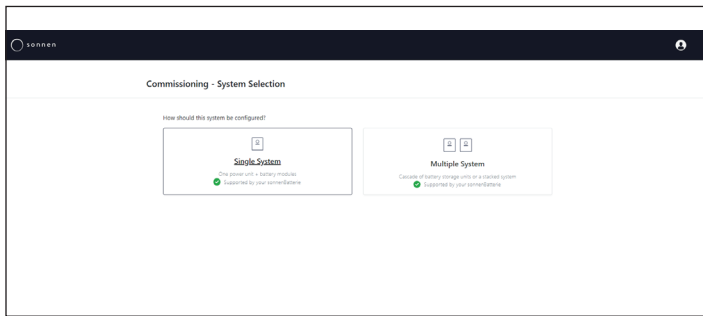 sonnen
Commissioning - System Selection
How should this system be configured?
Single System
One power unit + battery modules
Supported by your sonnenBatterie
Multiple System
Cascade of battery storage units or a stacked system
Supported by your sonnenBatterie